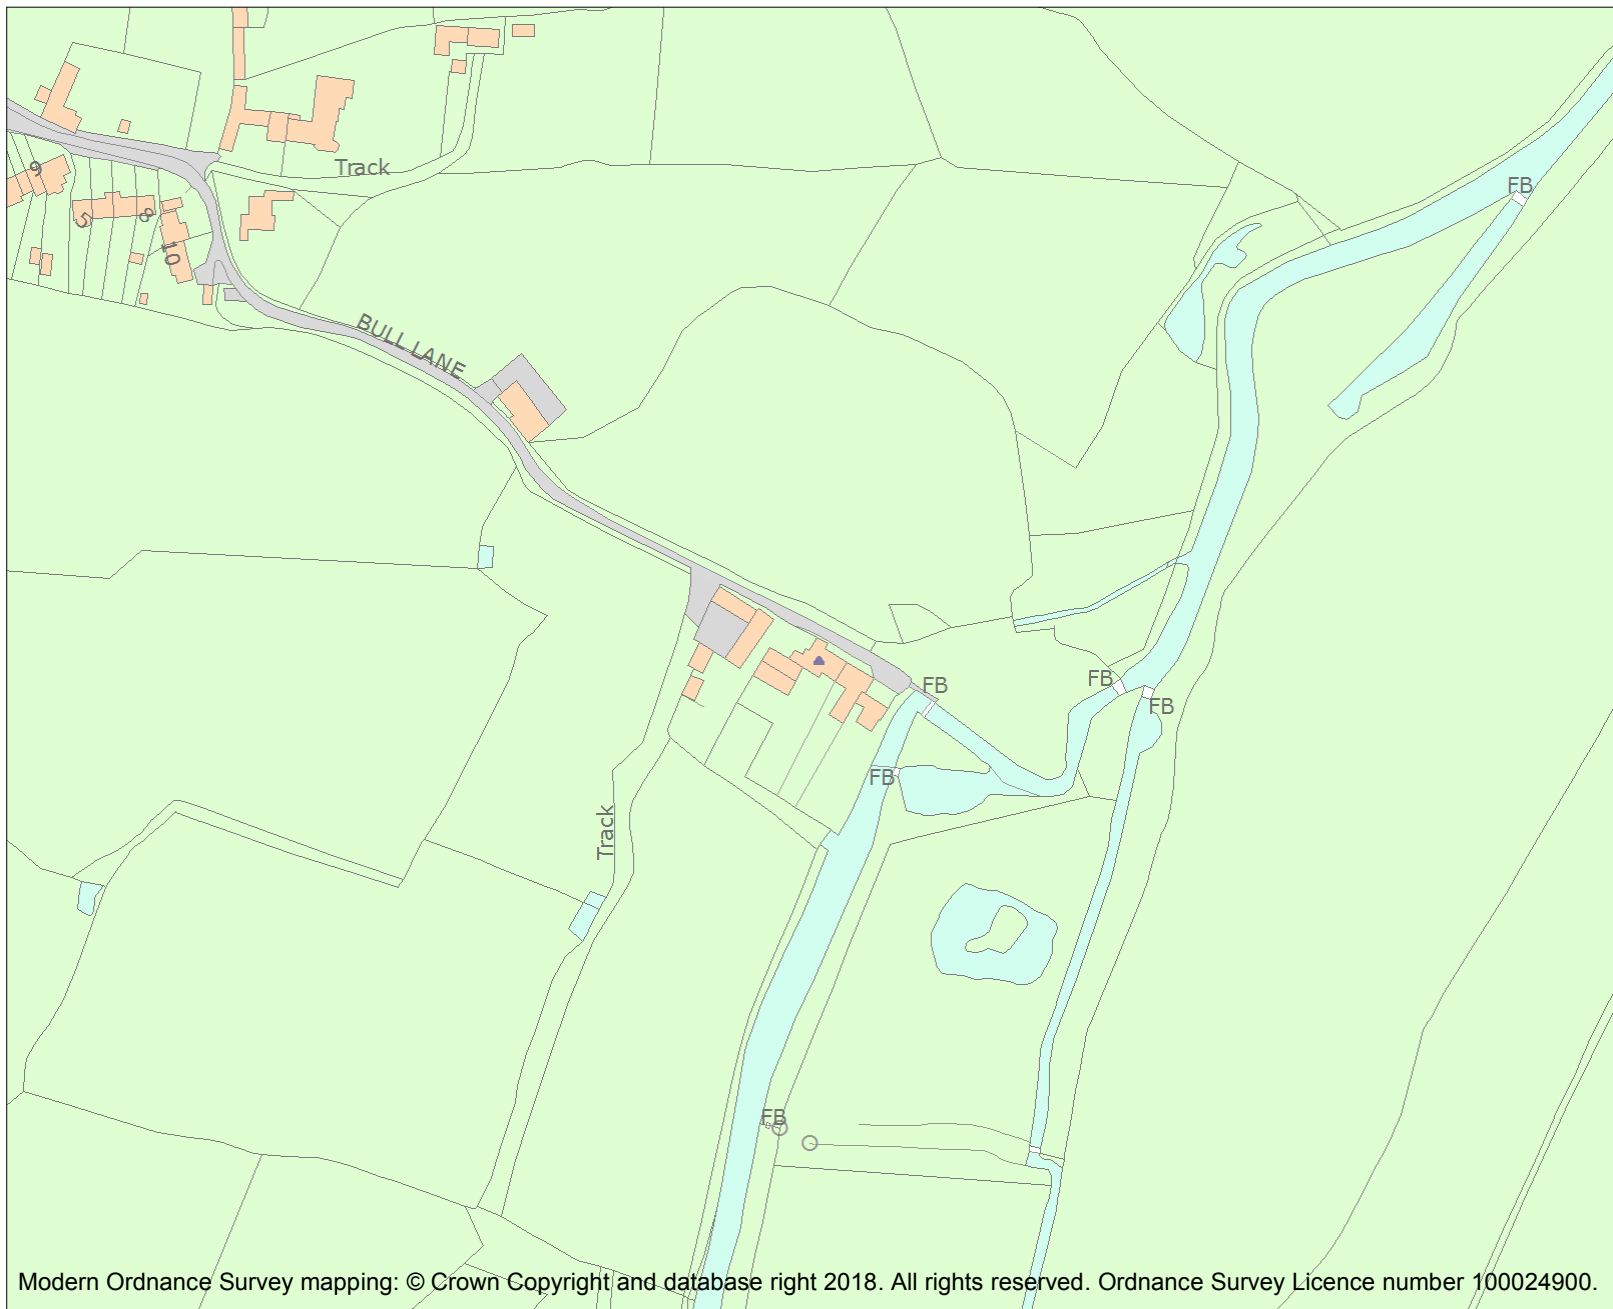 Track
9
5
8
10
BULL LANE
FB
FB
FB
FB
FB
Track
FB
Modern Ordnance Survey mapping: © Crown Copyright and database right 2018. All rights reserved. Ordnance Survey Licence number 100024900.